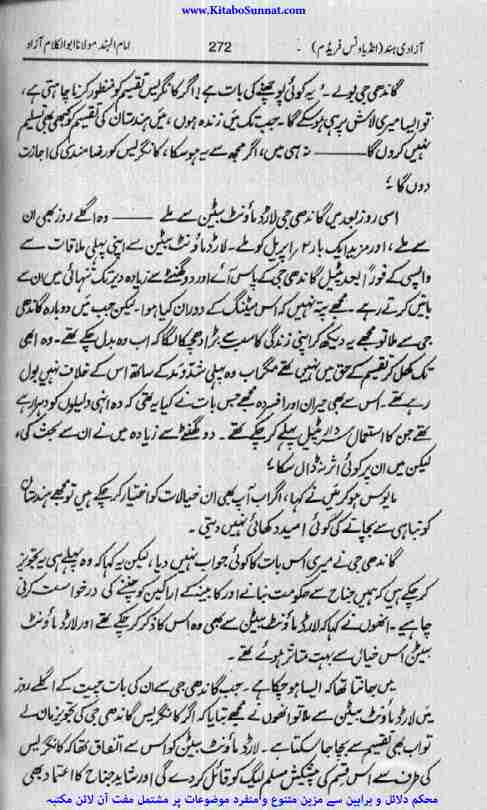 www.KitaboSunnat.com
آزادی ہند (انڈیا ونس فریڈم) 272 امام الہند مولانا ابوالکلام آزاد
گاندھی جی بولے۔ ’ یہ کوئی پوچھنے کی بات ہے! اگر کانگریس تقسیم کو منظور کرنا چاہتی ہے،
تو ایسا میری لاش پر ہی ہو سکے گا۔ جب تک میں زندہ ہوں، میں ہندستان کی تقسیم کو کبھی تسلیم
نہیں کروں گا ——— نہ ہی میں، اگر مجھ سے یہ ہو سکا، کانگریس کو رضامندی کی اجازت
دوں گا ‘
اسی روز بعد میں گاندھی جی لارڈ ماؤنٹ بیٹن سے ملے ——— وہ اگلے روز بھی ان
سے ملے، اور مزید ایک بار ۲ اپریل کو ملے۔ لارڈ ماؤنٹ بیٹن سے اپنی پہلی ملاقات سے
واپسی کے فوراً بعد پٹیل گاندھی جی کے پاس آئے اور دو گھنٹے سے زیادہ دیر تک تنہائی میں ان سے
باتیں کرتے رہے۔ مجھے پتہ نہیں کہ اس میٹنگ کے دوران کیا ہوا۔ لیکن جب میں دوبارہ گاندھی
جی سے ملا تو مجھے یہ دیکھ کر اپنی زندگی کا سب سے بڑا دھچکا لگا کہ اب وہ بدل چکے تھے۔ وہ ابھی
تک کھل کر تقسیم کے حق میں نہیں تھے مگر اب وہ پہلی شد و مد کے ساتھ اس کے خلاف نہیں بول
رہے تھے۔ اس سے بھی حیران اور افسردہ مجھے جس بات نے کیا یہ تھی کہ وہ انہی دلیلوں کو دہرا رہے
تھے جن کا استعمال سردار پٹیل پہلے کر چکے تھے۔ دو گھنٹے سے زیادہ میں نے ان سے بحث کی،
لیکن میں ان پر کوئی اثر نہ ڈال سکا،
مایوس ہو کر میں نے کہا، اگر اب آپ بھی ان خیالات کو اختیار کر چکے ہیں تو مجھے ہندستان
کو تباہی سے بچانے کی کوئی امید دکھائی نہیں دیتی۔
گاندھی جی نے میری اس بات کا کوئی جواب نہیں دیا، لیکن یہ کہا کہ وہ پہلے ہی یہ تجویز
کر چکے ہیں کہ ہمیں جناح سے حکومت بنانے اور کابینہ کے اراکین کو چننے کی درخواست کرنی
چاہیے۔ انھوں نے کہا کہ لارڈ ماؤنٹ بیٹن سے بھی وہ اس کا ذکر کر چکے تھے اور لارڈ ماؤنٹ
بیٹن اس خیال سے بہت متاثر ہوئے تھے۔
میں جانتا تھا کہ ایسا ہو چکا ہے۔ جب گاندھی جی سے ان کی بات چیت کے اگلے روز
میں لارڈ ماؤنٹ بیٹن سے ملا تو انھوں نے مجھے بتایا کہ اگر کانگریس گاندھی جی کی تجویز مان لے
تو اب بھی تقسیم سے بچا جا سکتا ہے۔ لارڈ ماؤنٹ بیٹن کو اس سے اتفاق تھا کہ کانگریس
کی طرف سے اس قسم کی پیشکش مسلم لیگ کو قائل کر دے گی اور شاید جناح کا اعتماد بھی
محکم دلائل و براہین سے مزین متنوع و منفرد موضوعات پر مشتمل مفت آن لائن مکتبہ